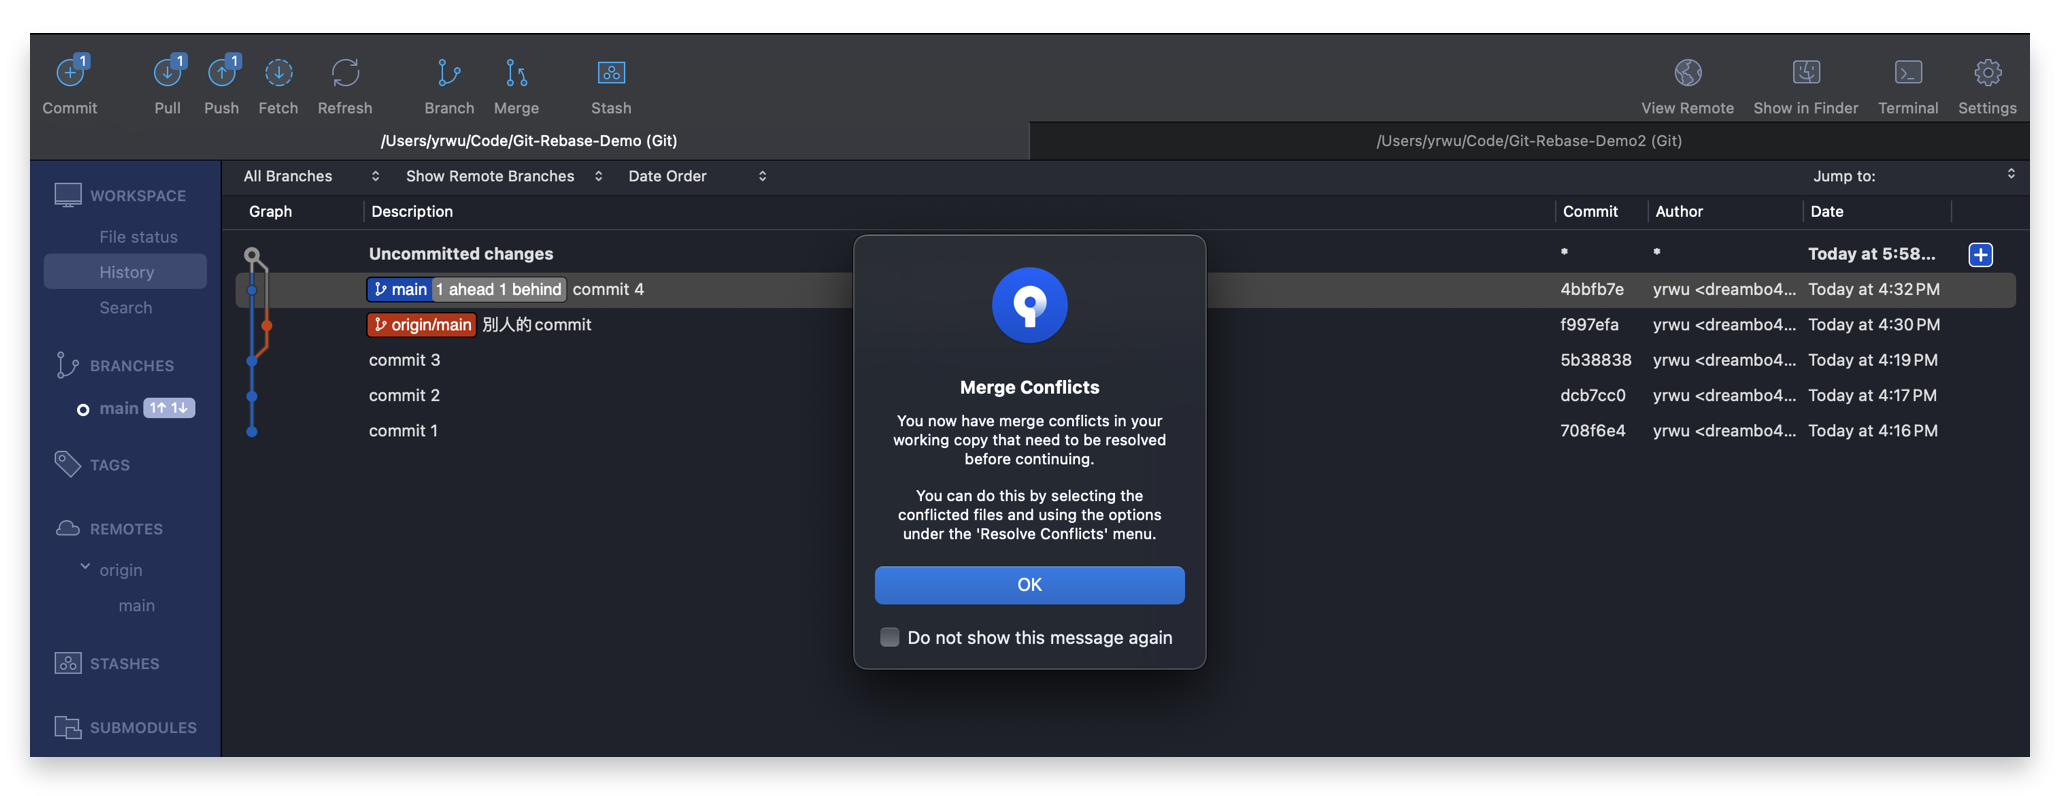 1 1 1
Commit Pull Push Fetch Refresh Branch Merge Stash View Remote Show in Finder Terminal Settings
/Users/yrwu/Code/Git-Rebase-Demo (Git) /Users/yrwu/Code/Git-Rebase-Demo2 (Git)
WORKSPACE
File status
History
Search
BRANCHES
main 1↑ 1↓
TAGS
REMOTES
origin
main
STASHES
SUBMODULES
All Branches Show Remote Branches Date Order Jump to:
Graph Description Commit Author Date
Uncommitted changes * * Today at 5:58...
main 1 ahead 1 behind commit 4 4bbfb7e yrwu <dreambo4... Today at 4:32 PM
origin/main 別人的 commit f997efa yrwu <dreambo4... Today at 4:30 PM
commit 3 5b38838 yrwu <dreambo4... Today at 4:19 PM
commit 2 dcb7cc0 yrwu <dreambo4... Today at 4:17 PM
commit 1 708f6e4 yrwu <dreambo4... Today at 4:16 PM
Merge Conflicts
You now have merge conflicts in your
working copy that need to be resolved
before continuing.
You can do this by selecting the
conflicted files and using the options
under the 'Resolve Conflicts' menu.
OK
Do not show this message again